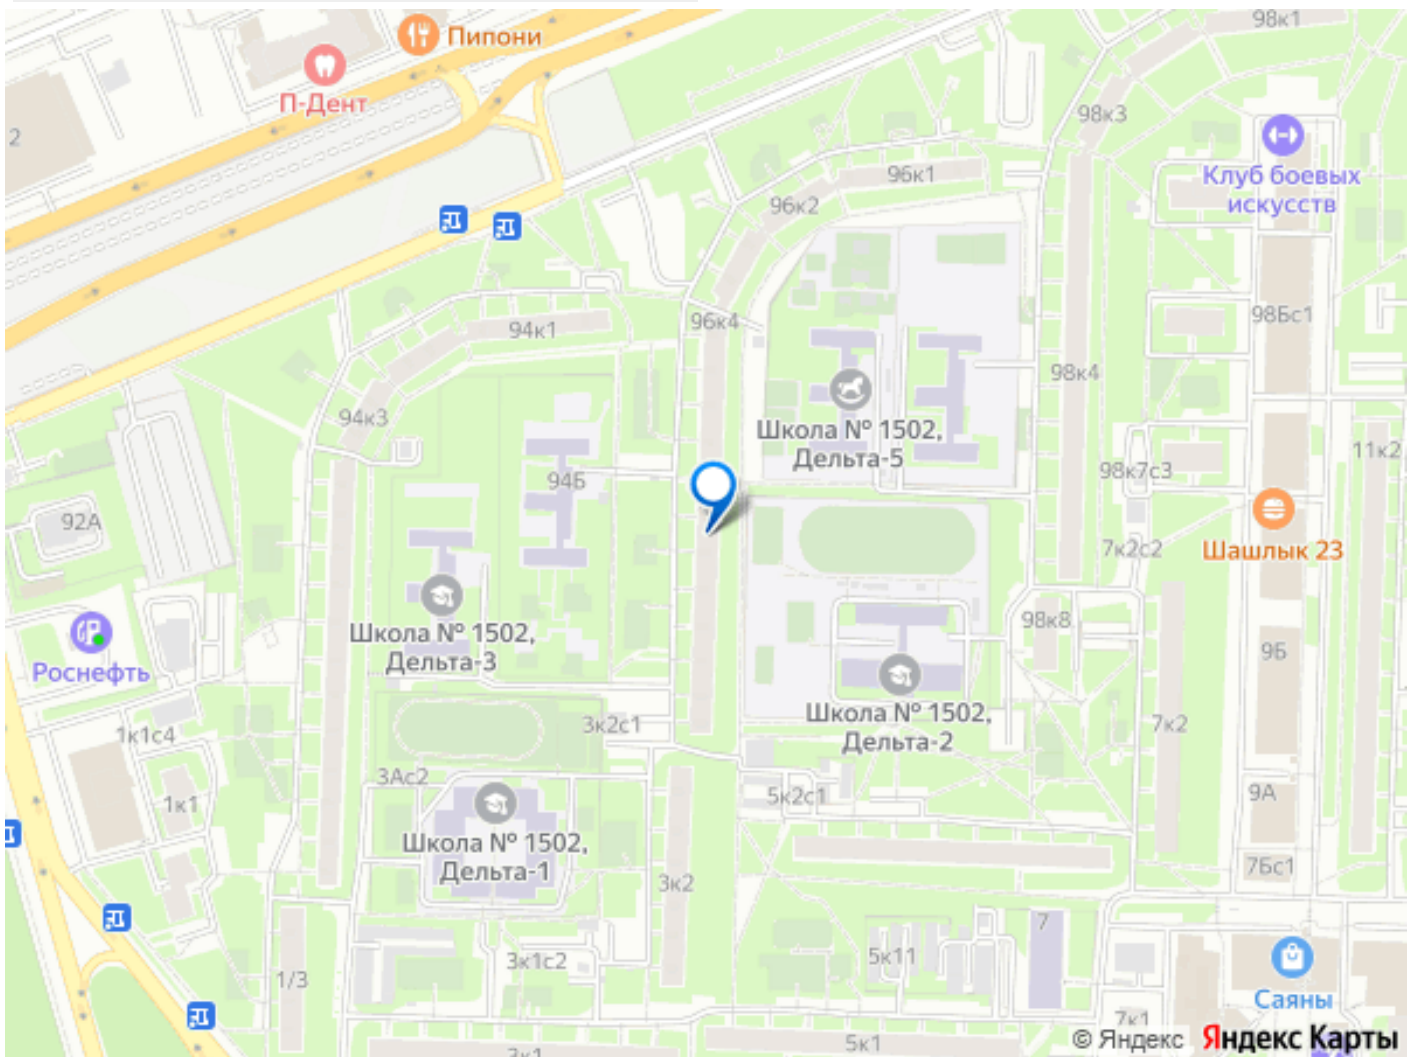 98к1
Пипони
П-Дент
2
98к3
Клуб боевых
искусств
96к1
96к2
98Бс1
96к4
94к1
98к4
94к3
Школа № 1502,
Дельта-5
11к2
98к7с3
94Б
92А
Шашлык 23
7к2с2
Школа № 1502,
Дельта-3
98к8
9Б
Роснефть
Школа № 1502,
Дельта-2
3к2с1
7к2
1к1с4
3Ас2
5к2с1
9А
1к1
Школа № 1502,
Дельта-1
7Бс1
3к2
7
5к11
3к1с2
1/3
Саяны
7к1
5к1
3к1
© Яндекс Яндекс Карты